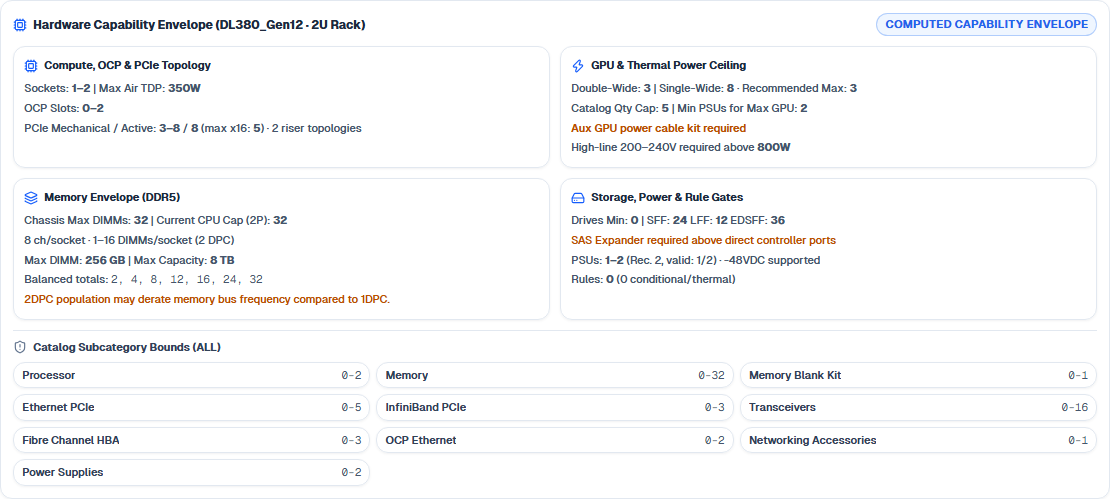 Hardware Capability Envelope (DL380_Gen12 · 2U Rack)
COMPUTED CAPABILITY ENVELOPE
Compute, OCP & PCIe Topology
Sockets: 1–2 | Max Air TDP: 350W
OCP Slots: 0–2
PCIe Mechanical / Active: 3–8 / 8 (max x16: 5) · 2 riser topologies
GPU & Thermal Power Ceiling
Double-Wide: 3 | Single-Wide: 8 · Recommended Max: 3
Catalog Qty Cap: 5 | Min PSUs for Max GPU: 2
Aux GPU power cable kit required
High-line 200–240V required above 800W
Memory Envelope (DDR5)
Chassis Max DIMMs: 32 | Current CPU Cap (2P): 32
8 ch/socket · 1–16 DIMMs/socket (2 DPC)
Max DIMM: 256 GB | Max Capacity: 8 TB
Balanced totals: 2, 4, 8, 12, 16, 24, 32
2DPC population may derate memory bus frequency compared to 1DPC.
Storage, Power & Rule Gates
Drives Min: 0 | SFF: 24 LFF: 12 EDSFF: 36
SAS Expander required above direct controller ports
PSUs: 1–2 (Rec. 2, valid: 1/2) · -48VDC supported
Rules: 0 (0 conditional/thermal)
Catalog Subcategory Bounds (ALL)
Processor 0–2
Memory 0–32
Memory Blank Kit 0–1
Ethernet PCIe 0–5
InfiniBand PCIe 0–3
Transceivers 0–16
Fibre Channel HBA 0–3
OCP Ethernet 0–2
Networking Accessories 0–1
Power Supplies 0–2